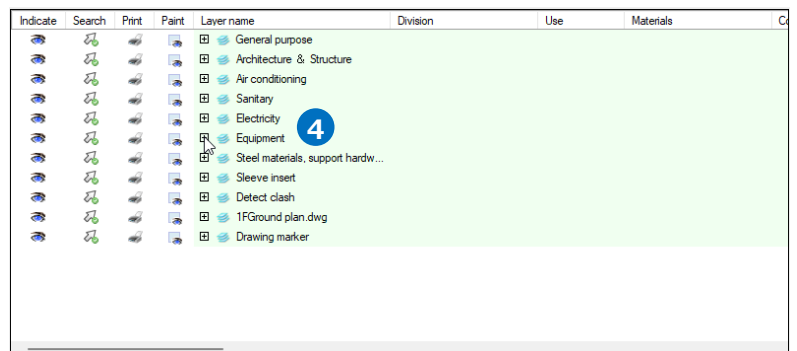 Indicate Search Print Paint Layer name Division Use Materials
General purpose
Architecture & Structure
Air conditioning
Sanitary
Electricity
4
Equipment
Steel materials, support hardw...
Sleeve insert
Detect clash
1FGround plan.dwg
Drawing marker